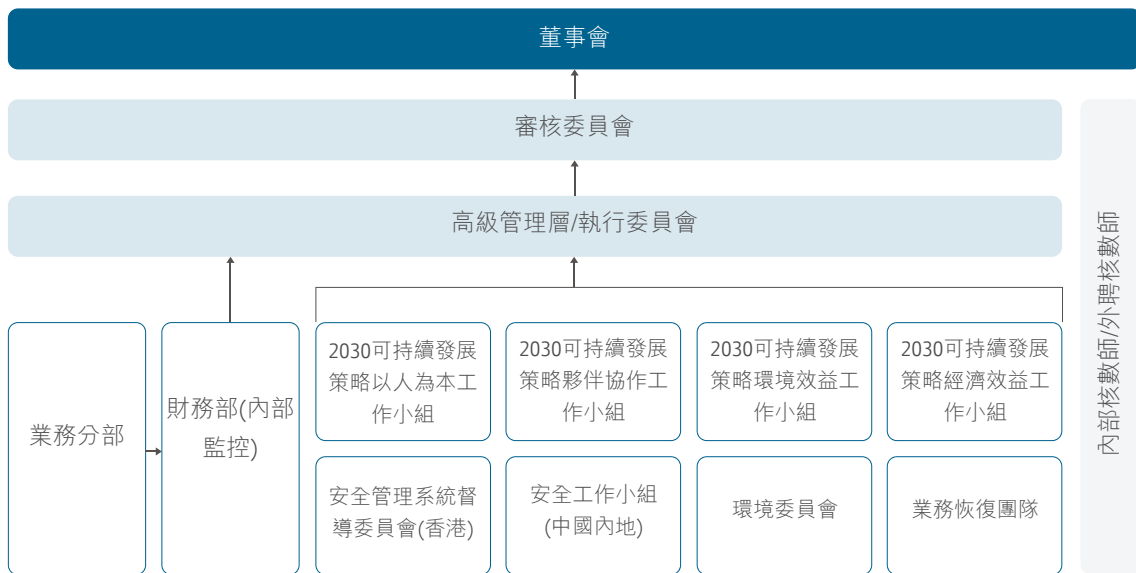 董事會
審核委員會
高級管理層/執行委員會
業務分部
財務部(內部
監控)
2030可持續發展
策略以人為本工
作小組
2030可持續發展
策略夥伴協作工
作小組
2030可持續發展
策略環境效益工
作小組
2030可持續發展
策略經濟效益工
作小組
安全管理系統督
導委員會(香港)
安全工作小組
(中國內地)
環境委員會
業務恢復團隊
內部核數師/外聘核數師